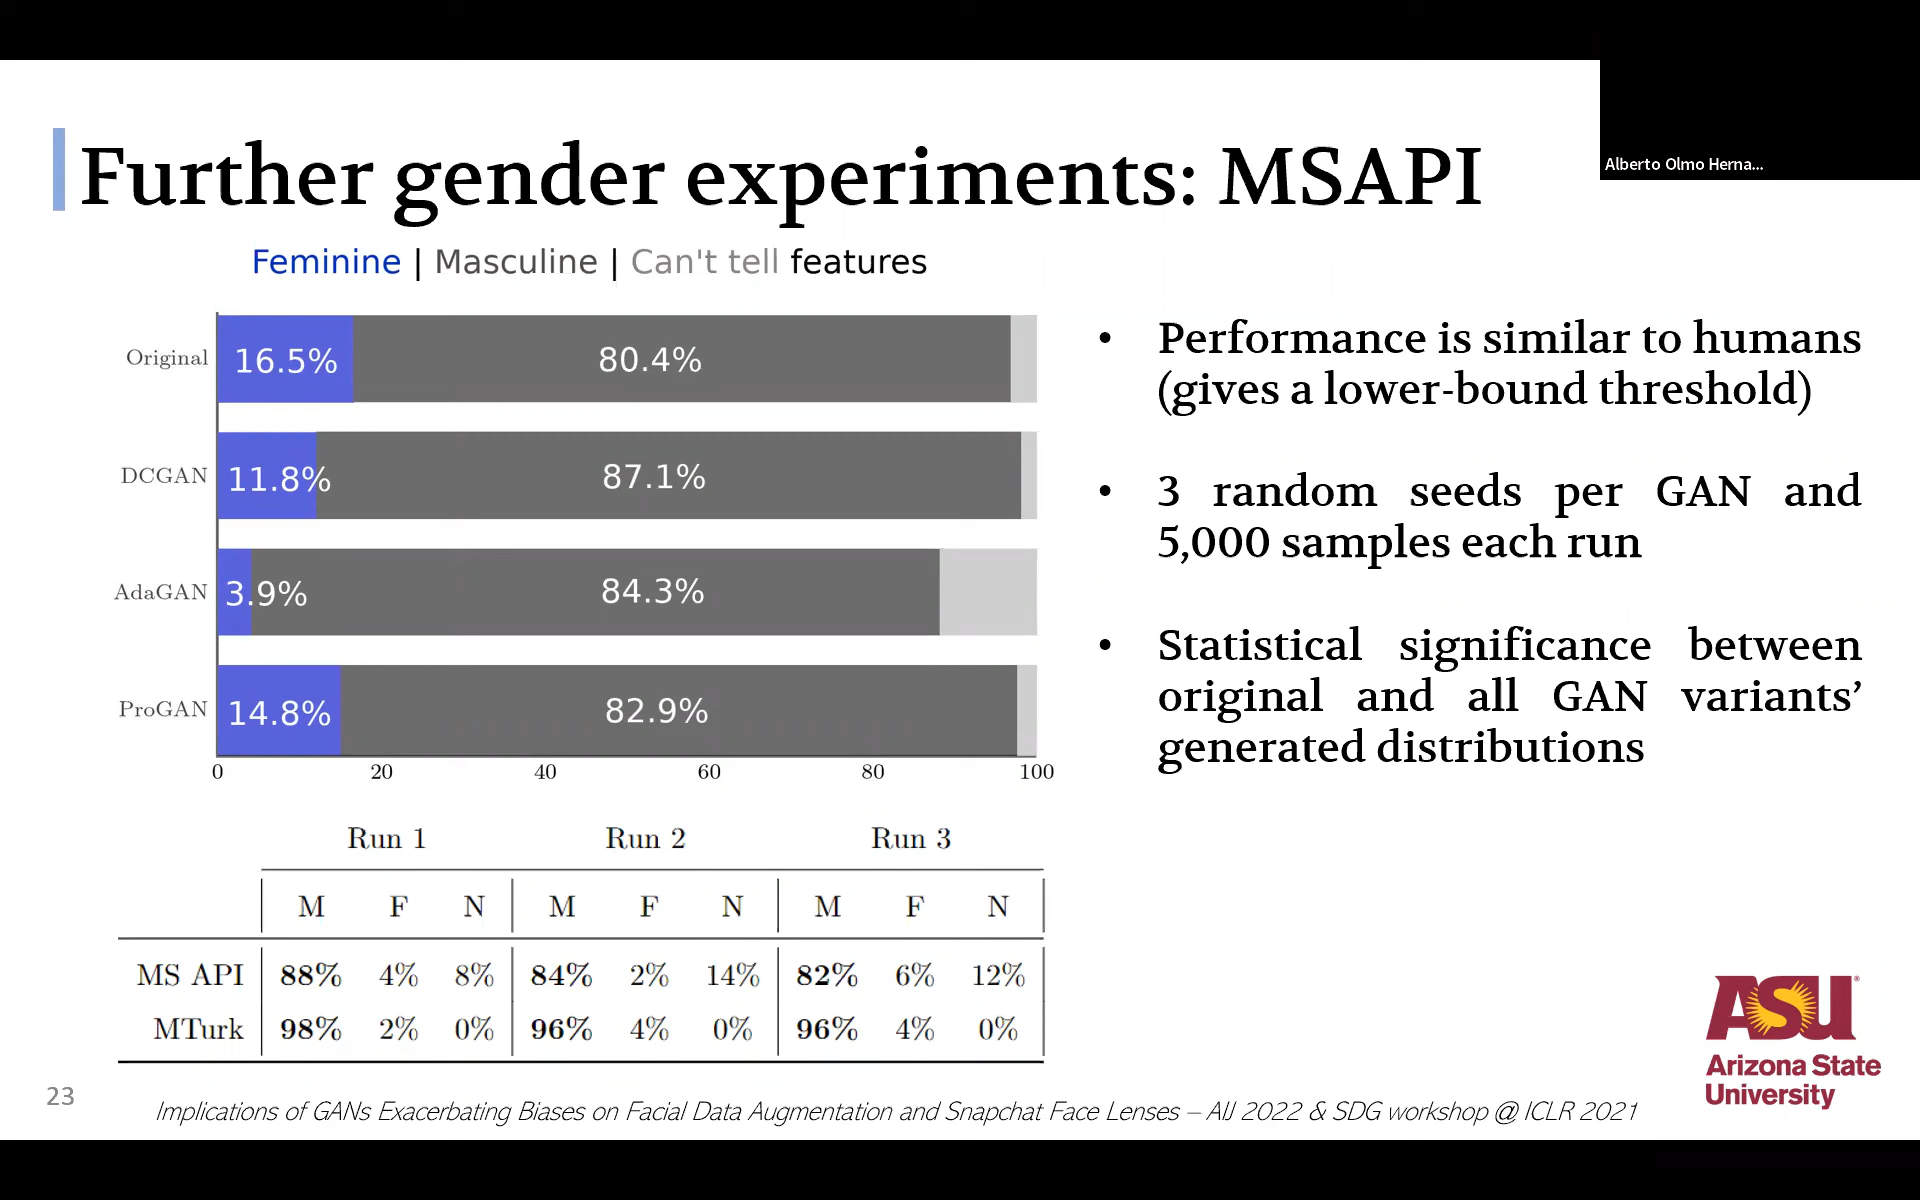 Further gender experiments: MSAPI
Alberto Olmo Herna...
Feminine | Masculine | Can't tell features
Original 16.5% 80.4%
DCGAN 11.8% 87.1%
AdaGAN 3.9% 84.3%
ProGAN 14.8% 82.9%
0 20 40 60 80 100
• Performance is similar to humans
(gives a lower-bound threshold)
• 3 random seeds per GAN and
5,000 samples each run
• Statistical significance between
original and all GAN variants’
generated distributions
Run 1 Run 2 Run 3
M F N M F N M F N
MS API 88% 4% 8% 84% 2% 14% 82% 6% 12%
MTurk 98% 2% 0% 96% 4% 0% 96% 4% 0%
ASU
Arizona State
University
23
Implications of GANs Exacerbating Biases on Facial Data Augmentation and Snapchat Face Lenses – AIJ 2022 & SDG workshop @ ICLR 2021